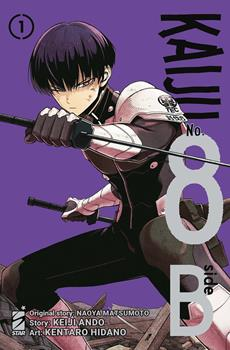 1
KAIJU
No.
8
side
B
Original story: NAOYA MATSUMOTO
Story: KEIJI ANDO
Art: KENTARO HIDANO
STAR